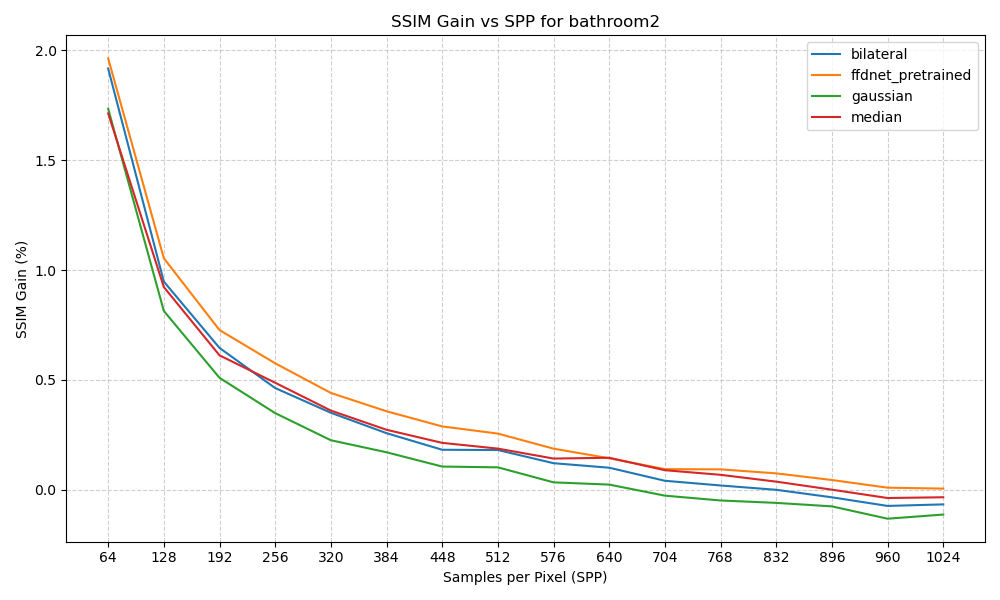 SSIM Gain vs SPP for bathroom2
bilateral
ffdnet_pretrained
gaussian
median
SSIM Gain (%)
2.0
1.5
1.0
0.5
0.0
64 128 192 256 320 384 448 512 576 640 704 768 832 896 960 1024
Samples per Pixel (SPP)